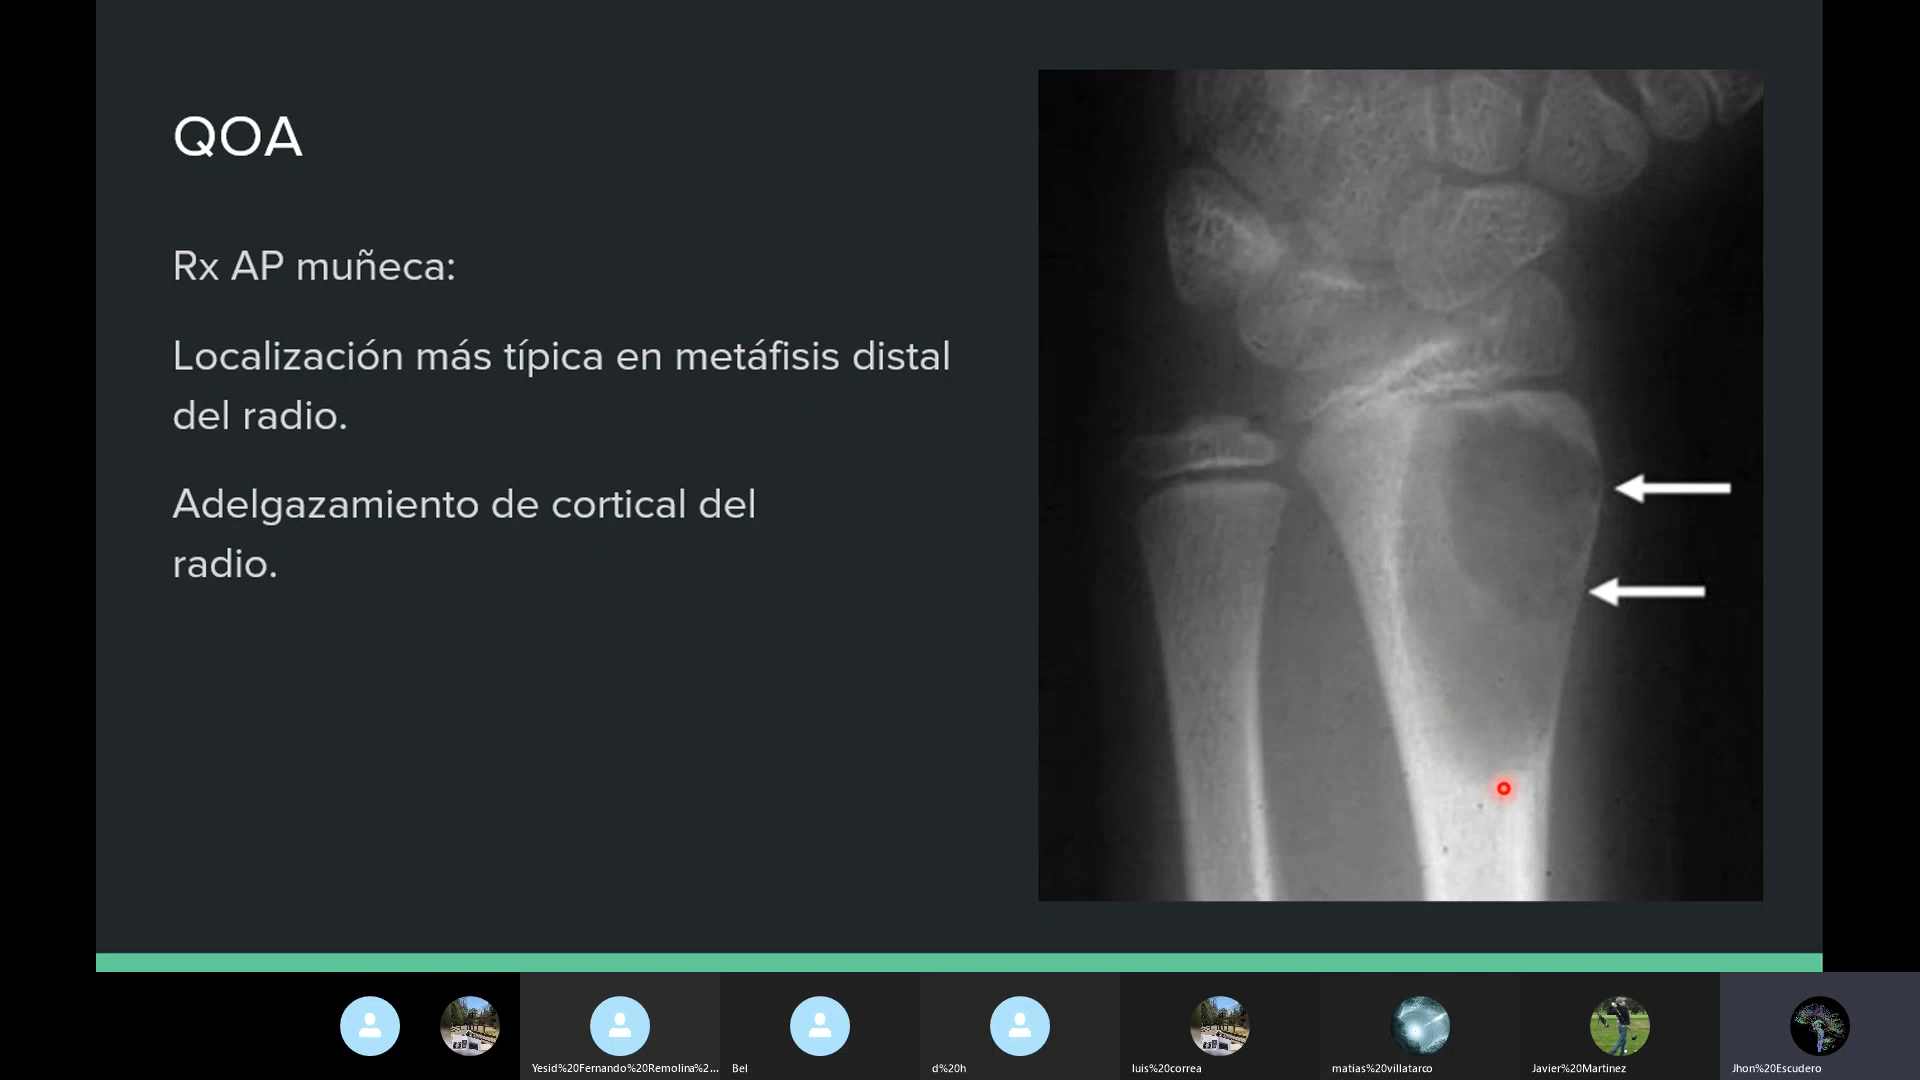 QOA
Rx AP muñeca:
Localización más típica en metáfisis distal
del radio.
Adelgazamiento de cortical del
radio.
Yesid%20Fernando%20Remolina%2...
Bel
d%20h
luis%20correa
matias%20villatarco
Javier%20Martinez
Jhon%20Escudero